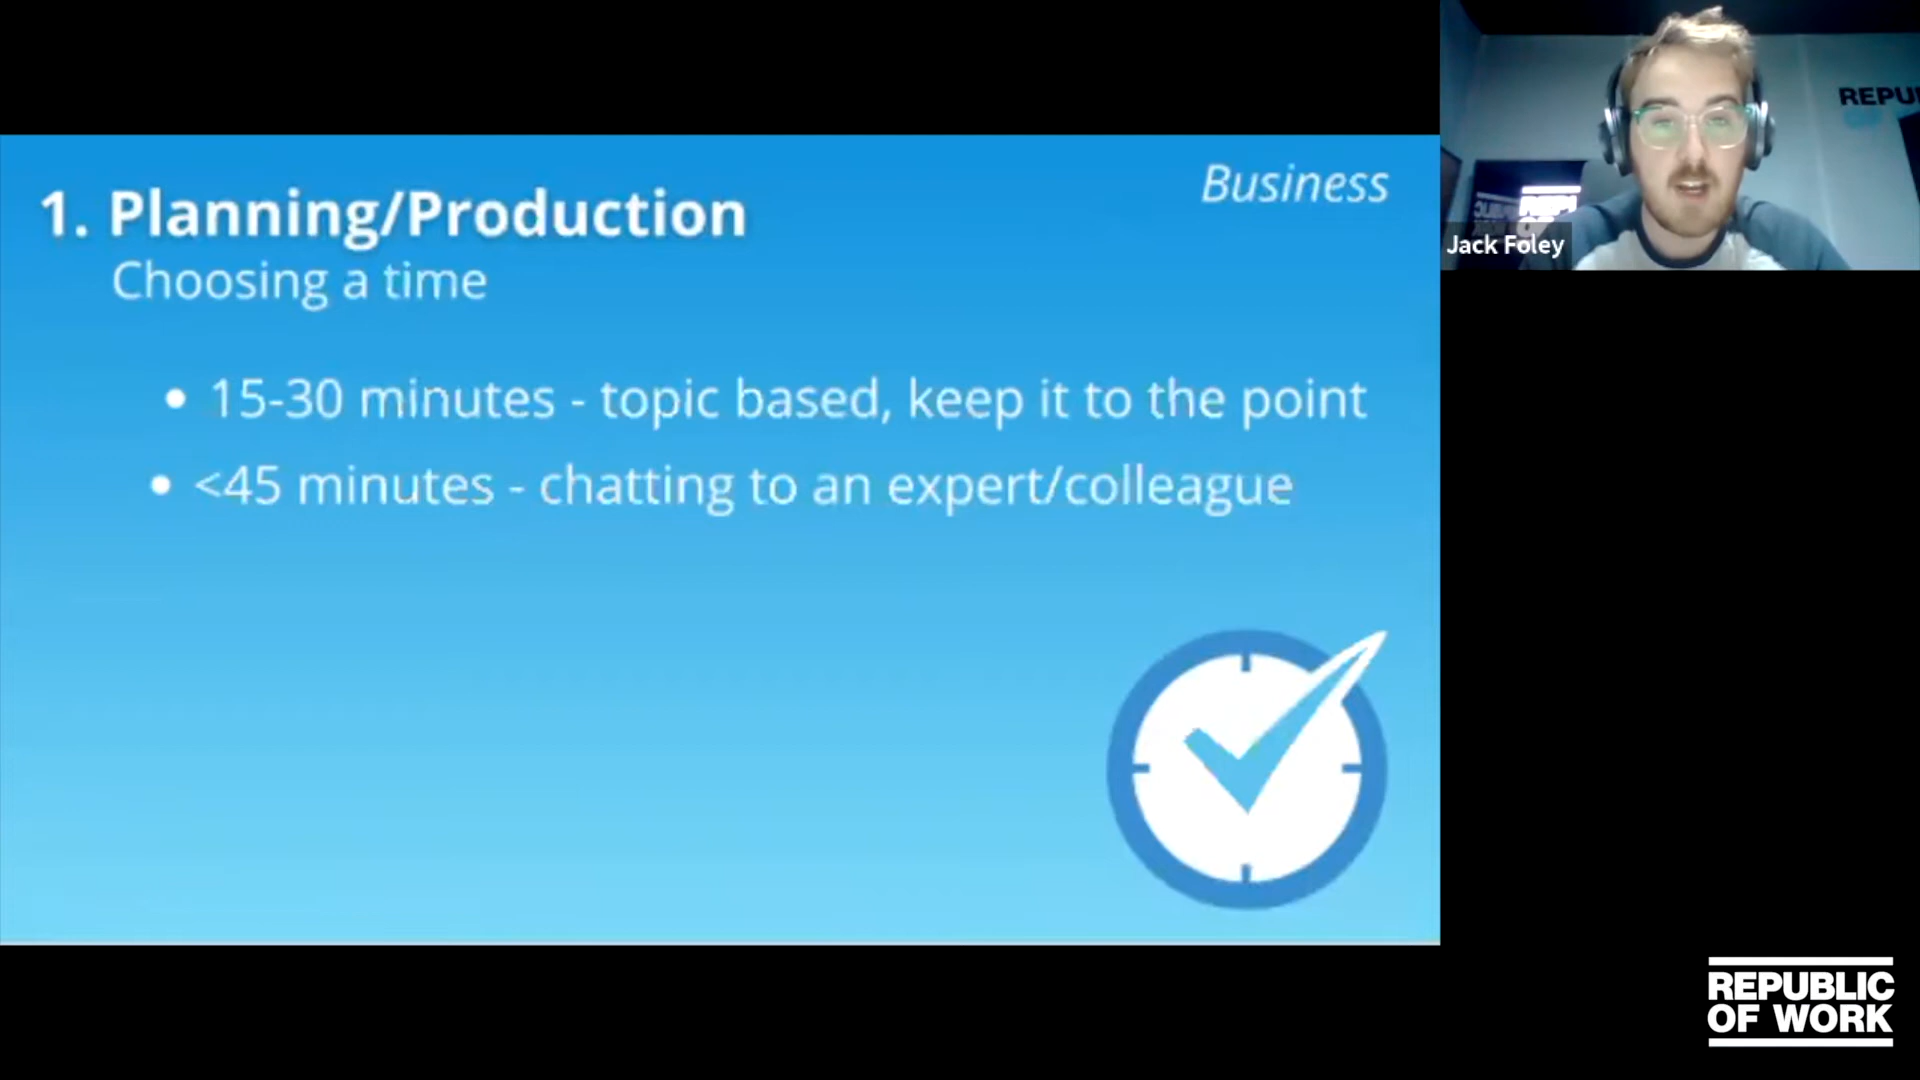 Business
1. Planning/Production
Choosing a time
15-30 minutes - topic based, keep it to the point
<45 minutes - chatting to an expert/colleague
REPU
Jack Foley
REPUBLIC
OF WORK